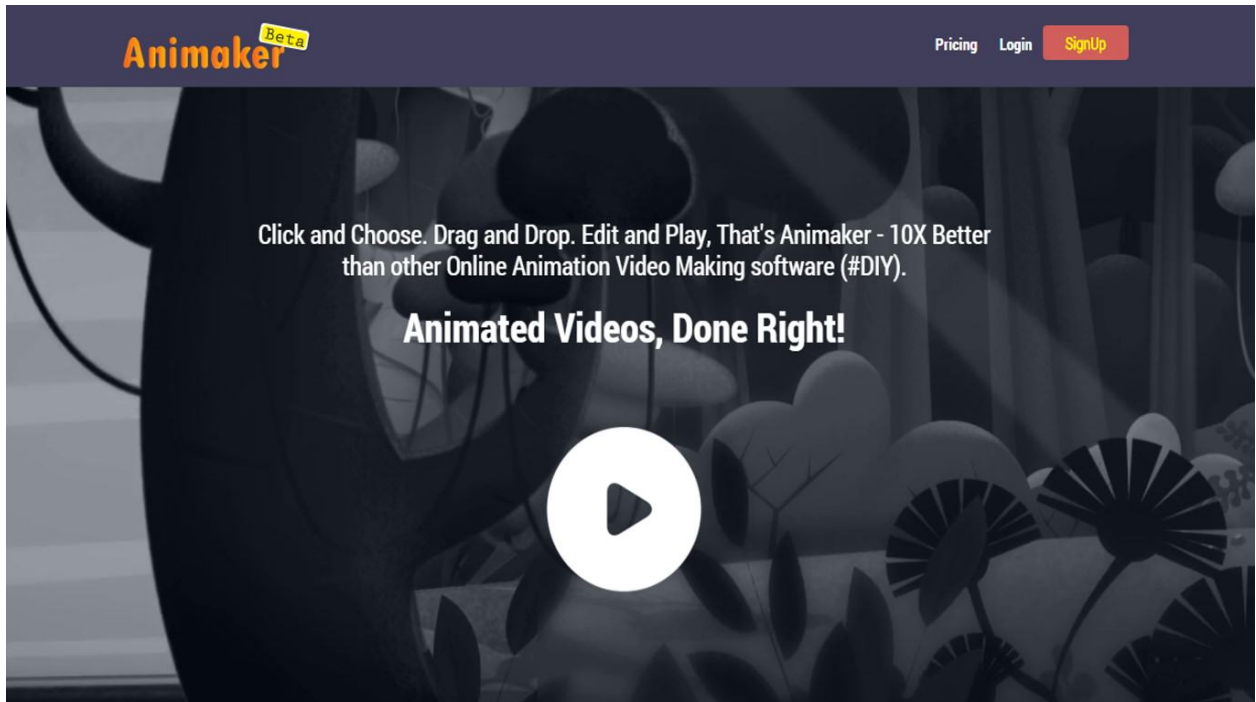 Animaker
Beta
Pricing Login SignUp
Click and Choose. Drag and Drop. Edit and Play, That's Animaker - 10X Better
than other Online Animation Video Making software (#DIY).
Animated Videos, Done Right!